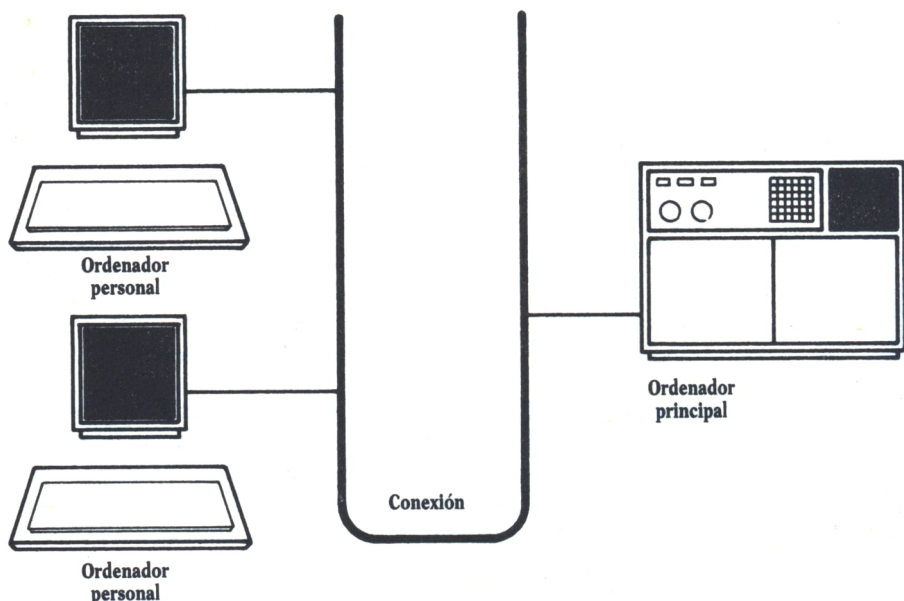 Ordenador
personal
Ordenador
principal
Conexión
Ordenador
personal